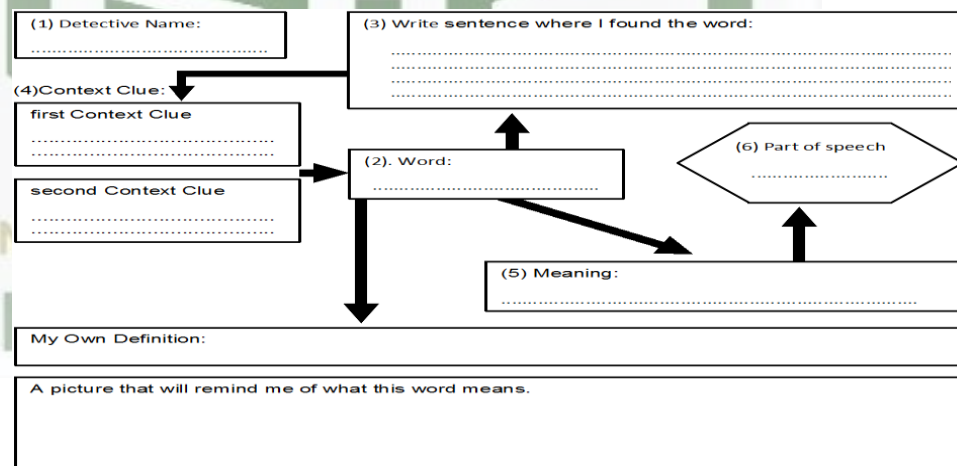 (1) Detective Name:
................................................
(3) Write sentence where I found the word:
................................................
................................................
................................................
................................................
(4)Context Clue:
first Context Clue
................................................
................................................
second Context Clue
................................................
................................................
(2). Word:
................................................
(6) Part of speech
............................
(5) Meaning:
................................................
My Own Definition:
A picture that will remind me of what this word means.